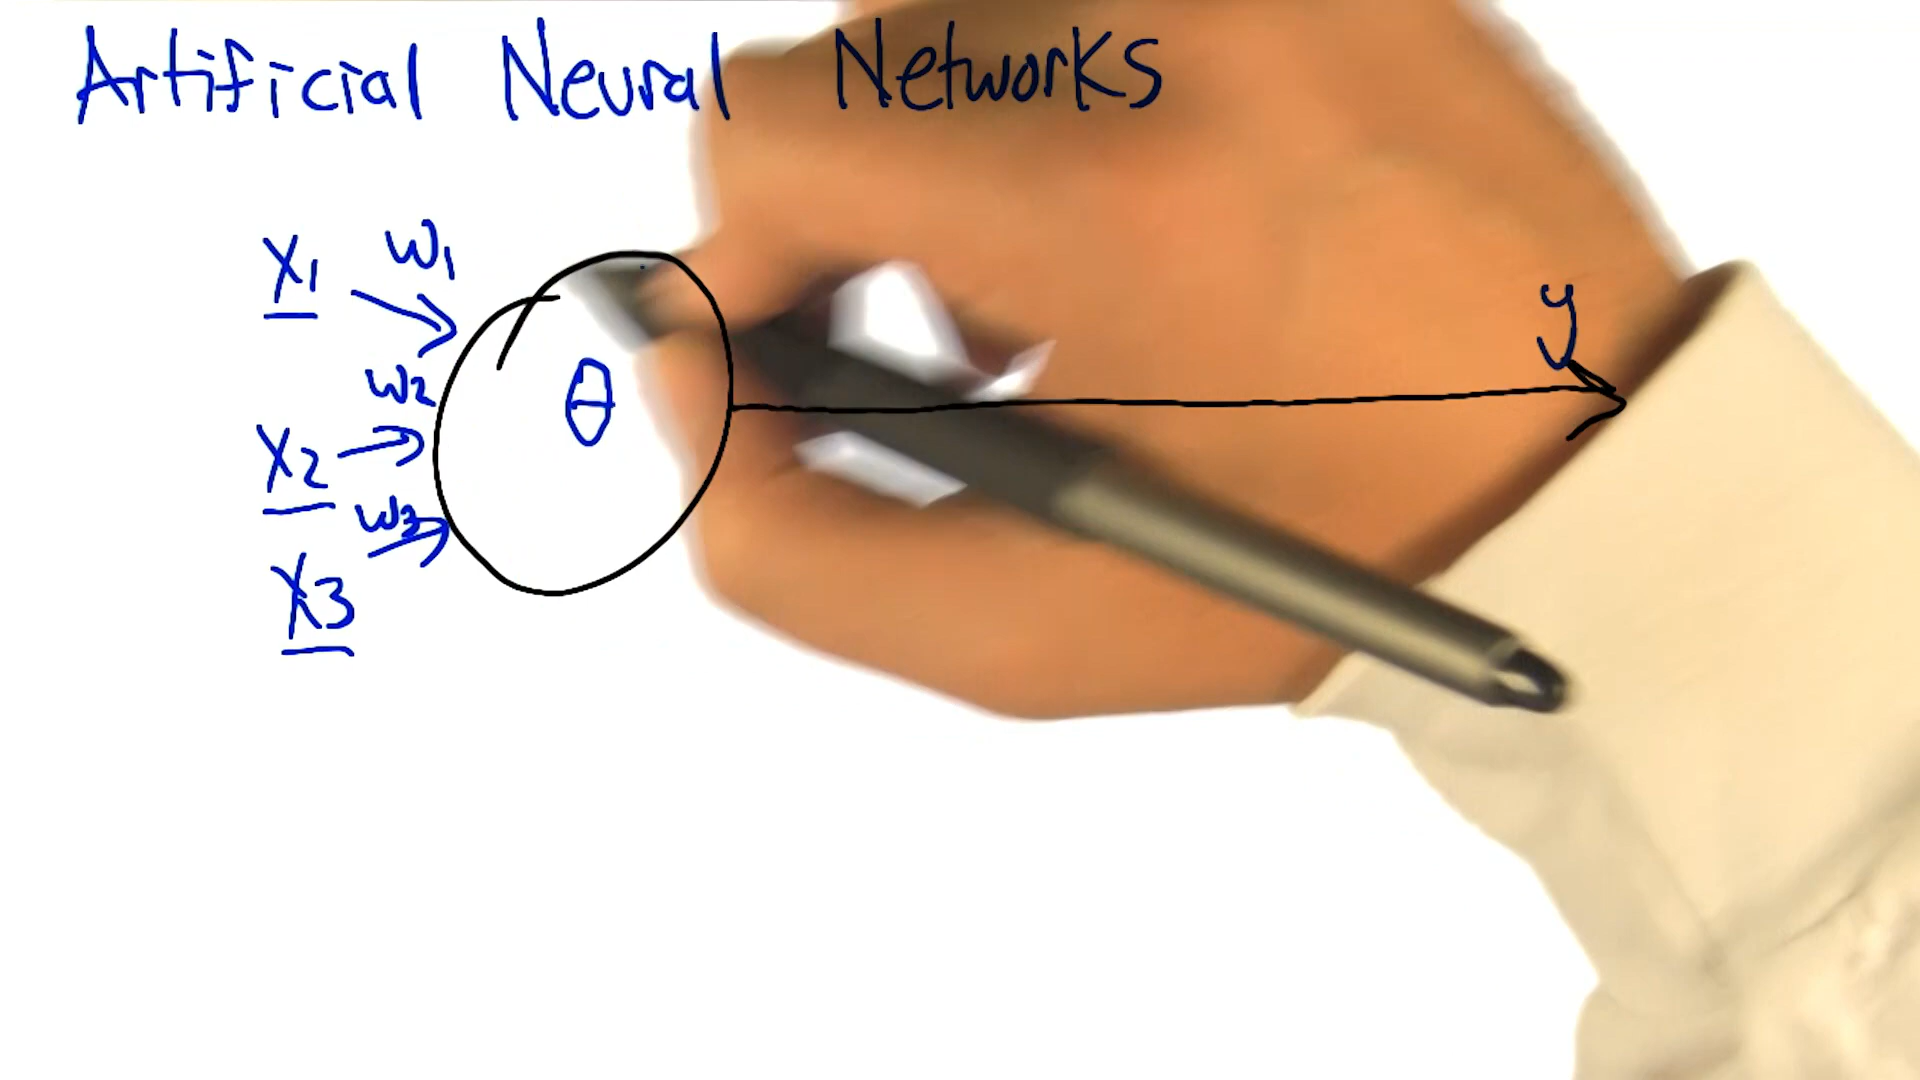 Artificial Neural Networks
X1 w1
y
w2
θ
X2
w3
X3